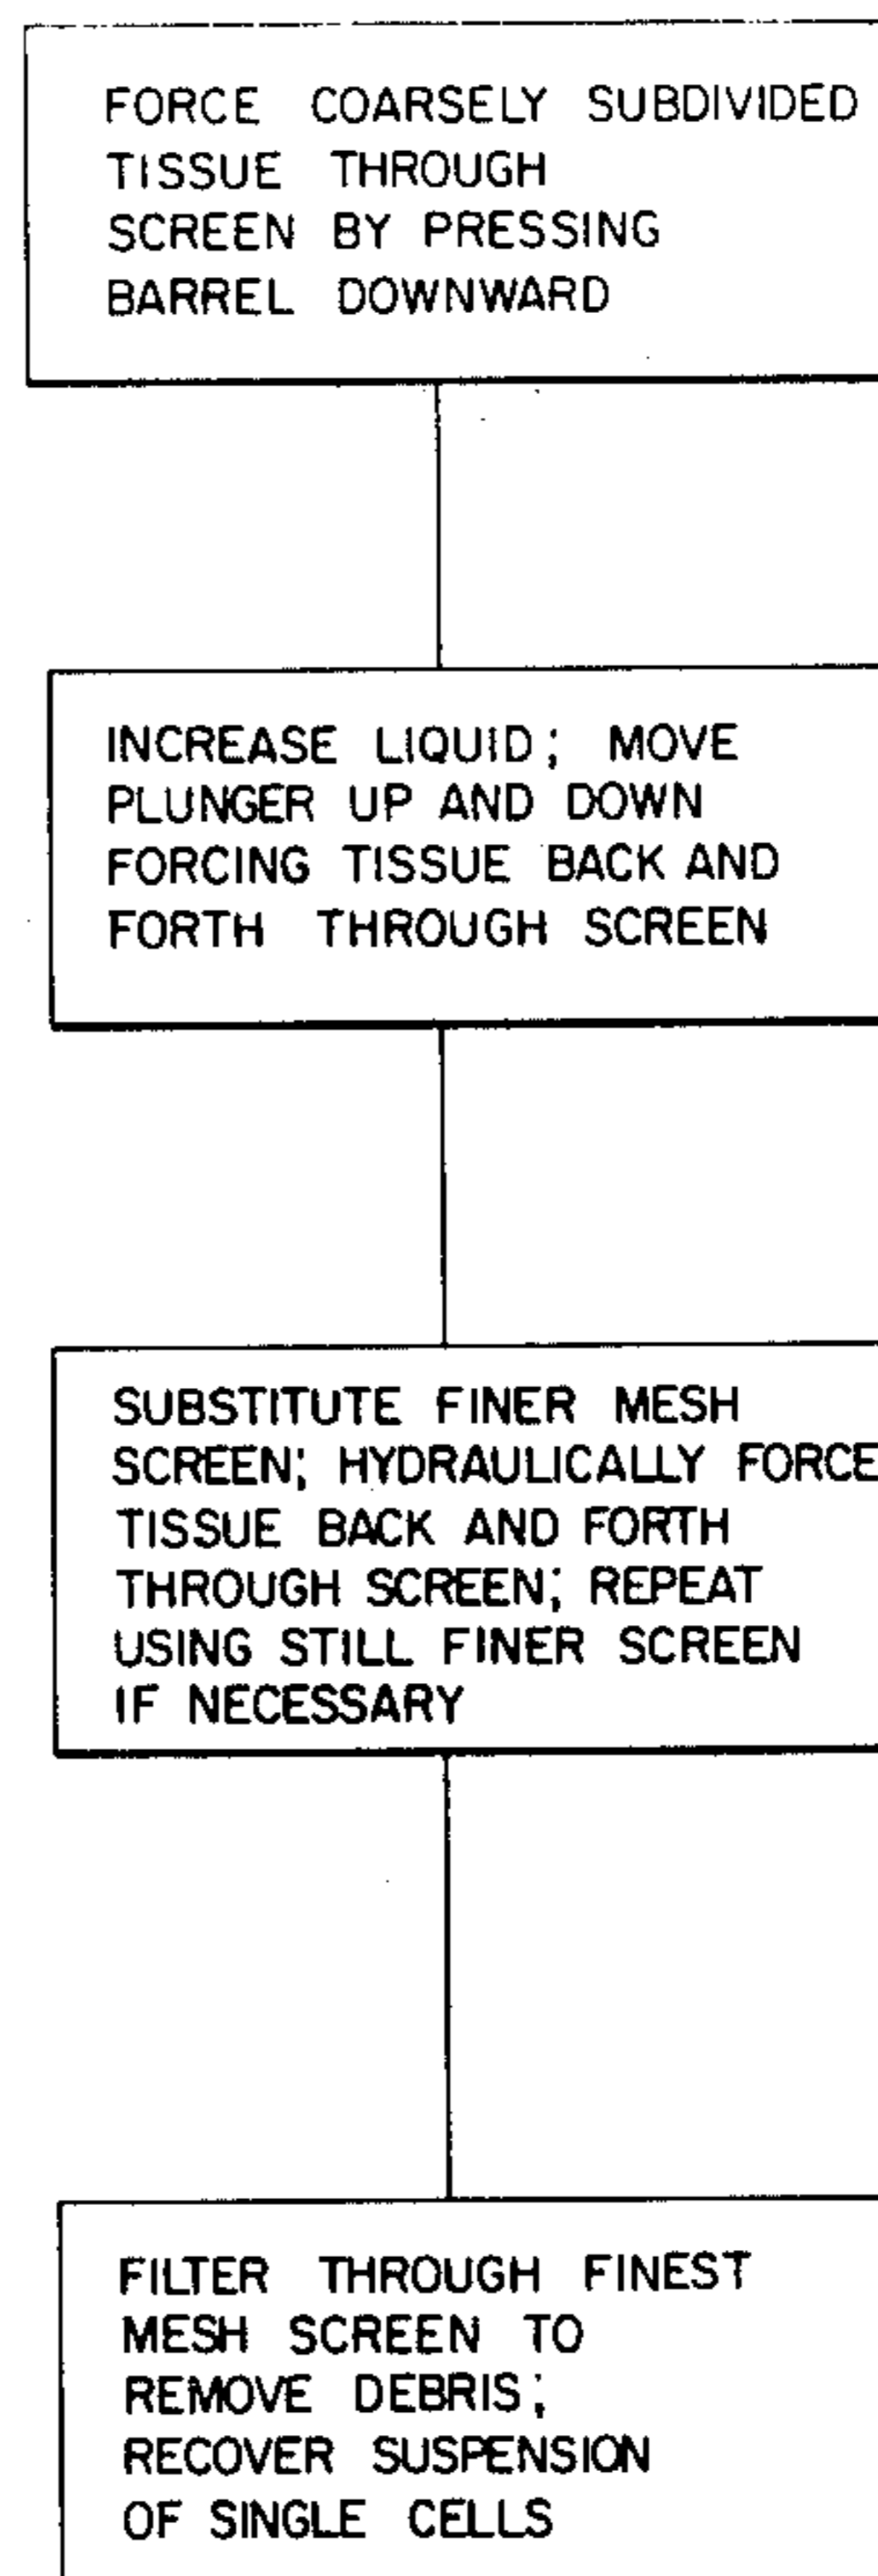 FORCE COARSELY SUBDIVIDED
TISSUE THROUGH
SCREEN BY PRESSING
BARREL DOWNWARD
INCREASE LIQUID; MOVE
PLUNGER UP AND DOWN
FORCING TISSUE BACK AND
FORTH THROUGH SCREEN
SUBSTITUTE FINER MESH
SCREEN; HYDRAULICALLY FORCE
TISSUE BACK AND FORTH
THROUGH SCREEN; REPEAT
USING STILL FINER SCREEN
IF NECESSARY
FILTER THROUGH FINEST
MESH SCREEN TO
REMOVE DEBRIS;
RECOVER SUSPENSION
OF SINGLE CELLS